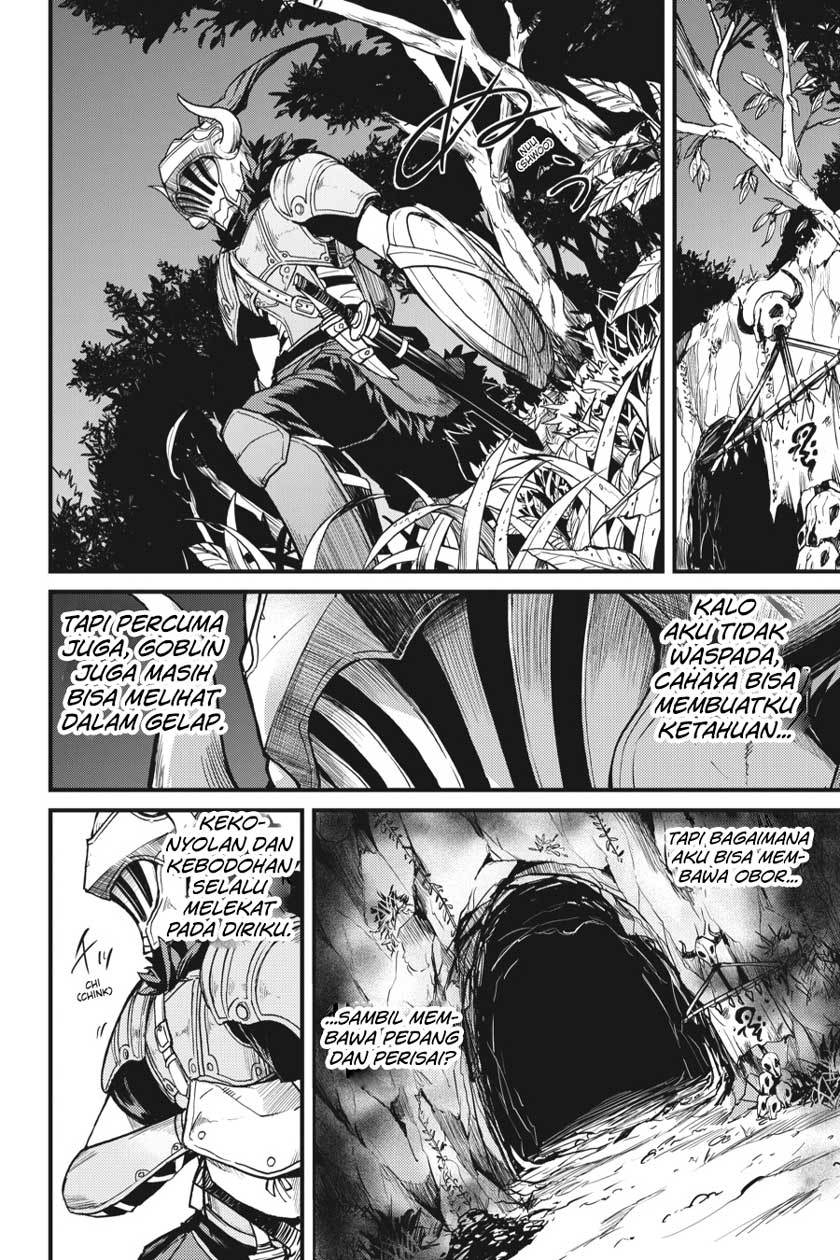 NUU
(SHWOO)
KALO
AKU TIDAK
WASPADA,
CAHAYA BISA
MEMBUATKU
KETAHUAN...
TAPI PERCUMA
JUGA, GOBLIN
JUGA MASIH
BISA MELIHAT
DALAM GELAP.
TAPI BAGAIMANA
AKU BISA MEM-
BAWA OBOR...
...SAMBIL MEM-
BAWA PEDANG
DAN PERISAI?
KEKO-
NYOLAN DAN
KEBODOHAN
SELALU
MELEKAT
PADA DIRIKU.
CHI
(CHINK)